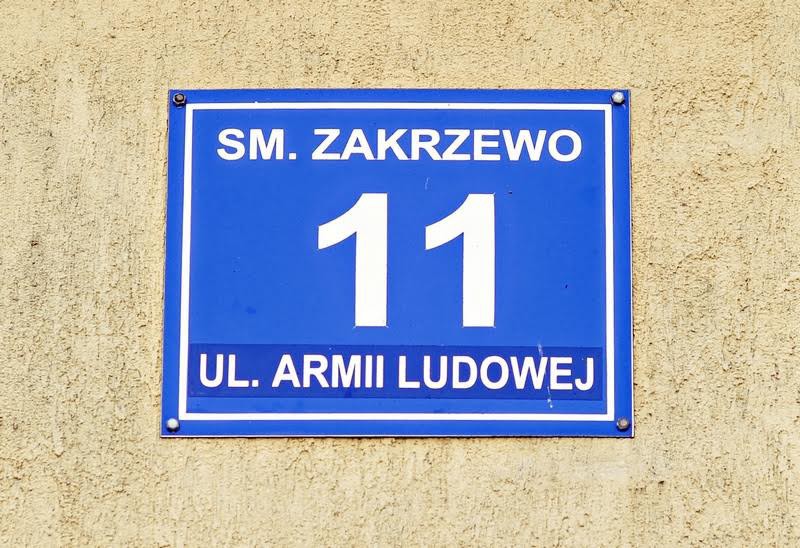 SM. ZAKRZEWO
11
UL. ARMII LUDOWEJ